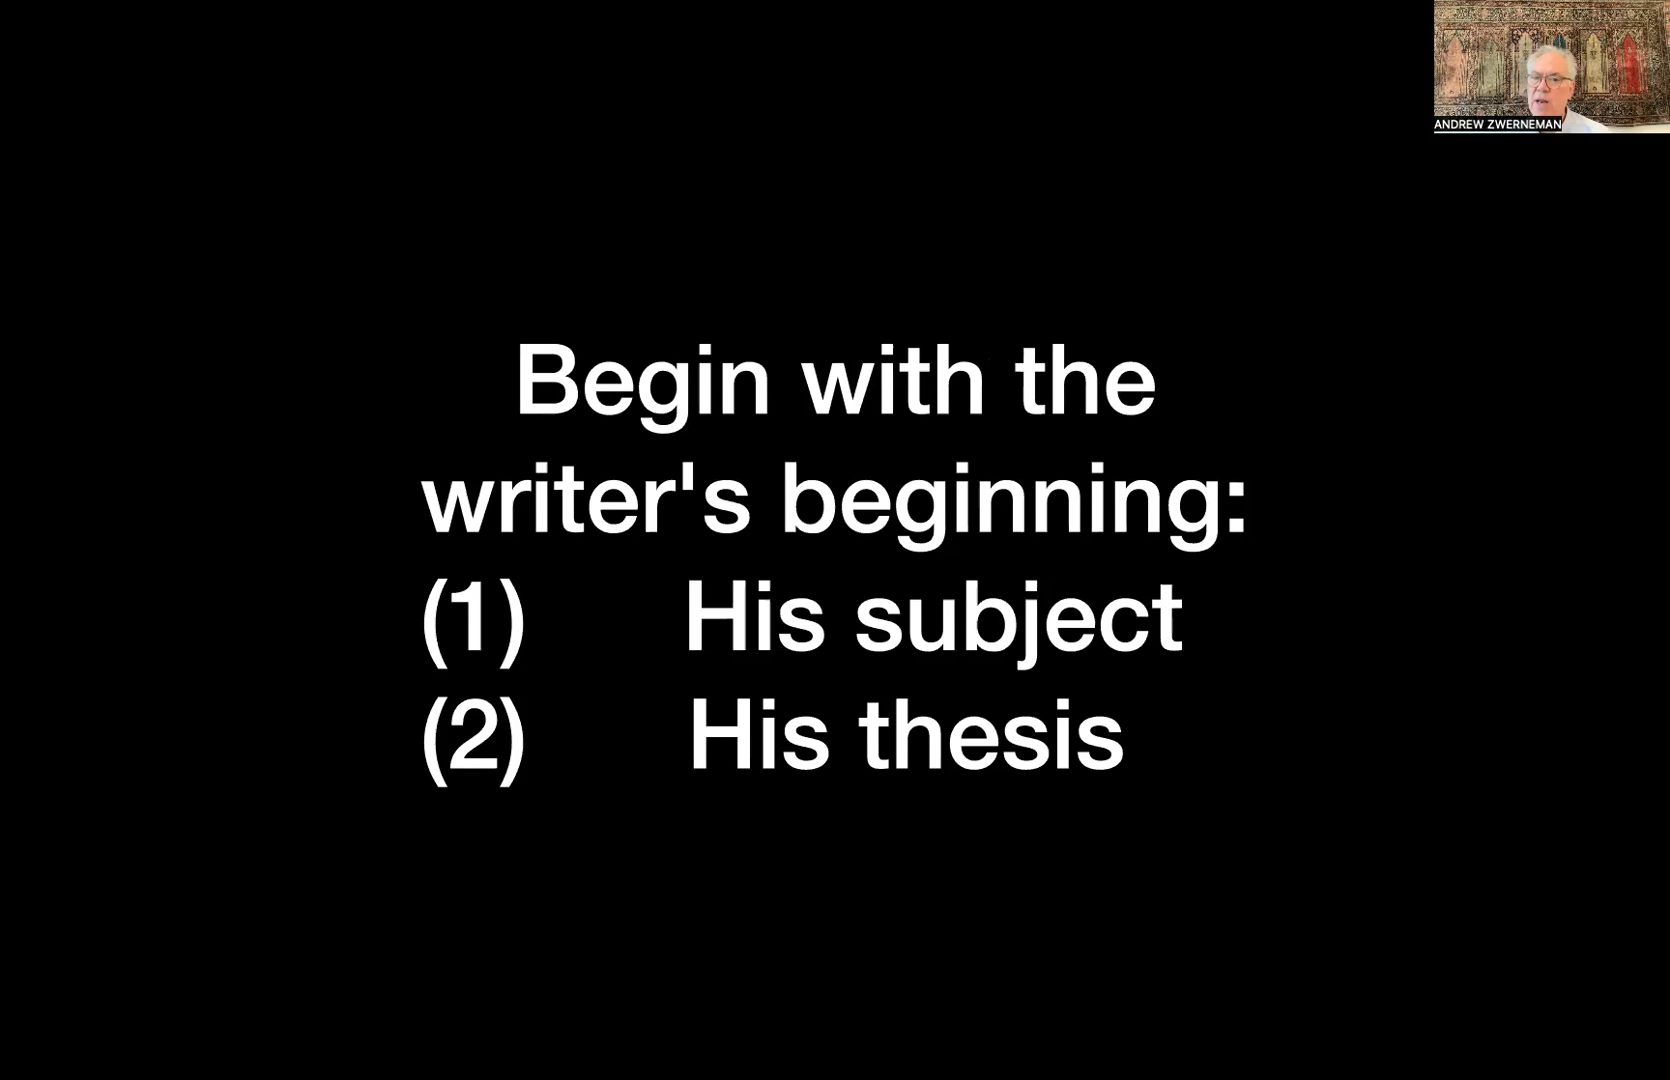 ANDREW ZWERNEMAN
Begin with the
writer's beginning:
(1) His subject
(2) His thesis